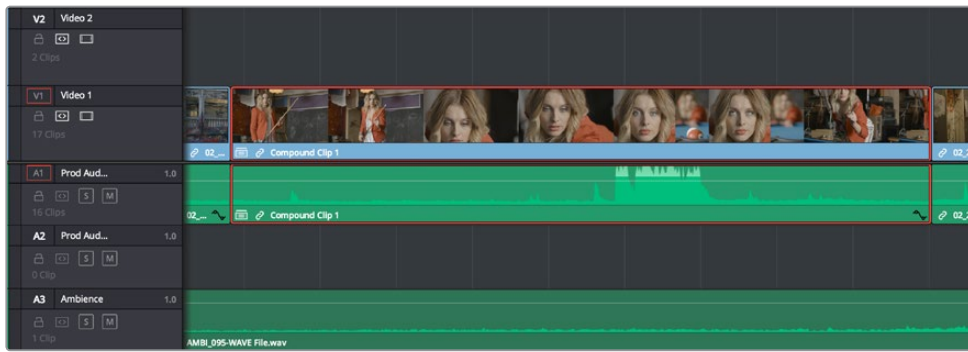 V2 Video 2
2 Clips
V1 Video 1
17 Clips
02_...
Compound Clip 1
02_
A1 Prod Aud... 1.0
S M
16 Clips
02_...
Compound Clip 1
02_
A2 Prod Aud... 1.0
S M
0 Clip
A3 Ambience 1.0
S M
1 Clip
AMBI_095-WAVE File.wav